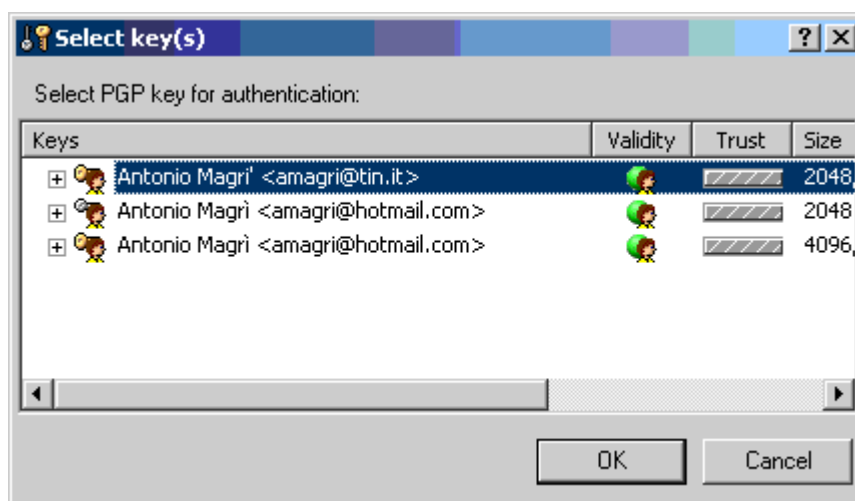 Select key(s)
Select PGP key for authentication:
Keys Validity Trust Size
Antonio Magri' <amagri@tin.it> 2048,
Antonio Magrì <amagri@hotmail.com> 2048
Antonio Magrì <amagri@hotmail.com> 4096,
OK Cancel